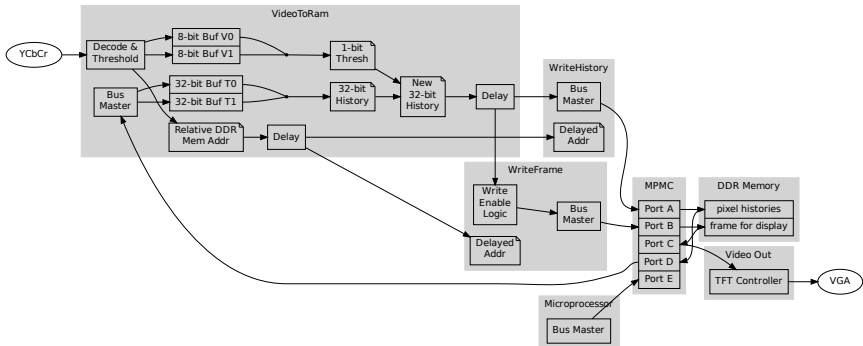 VideoToRam
YCbCr
Decode &
Threshold
8-bit Buf V0
8-bit Buf V1
1-bit
Thresh
Bus
Master
32-bit Buf T0
32-bit Buf T1
32-bit
History
New
32-bit
History
Delay
Relative DDR
Mem Addr
Delay
WriteHistory
Bus
Master
Delayed
Addr
WriteFrame
Write
Enable
Logic
Bus
Master
Delayed
Addr
MPMC
Port A
Port B
Port C
Port D
Port E
DDR Memory
pixel histories
frame for display
Video Out
TFT Controller
VGA
Microprocessor
Bus Master